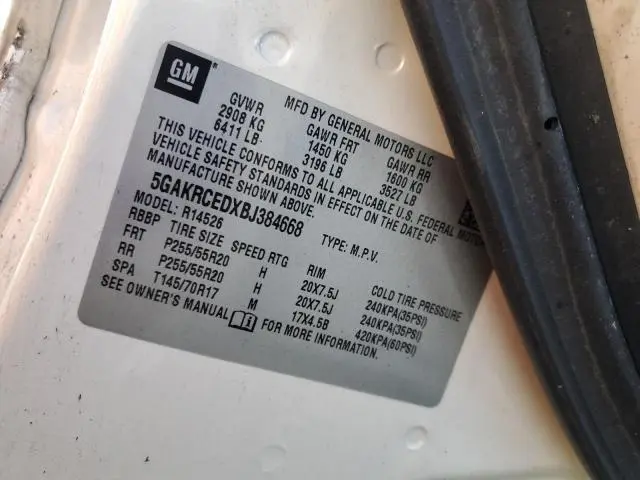 GM
MFD BY GENERAL MOTORS LLC
GVWR GAWR FRT GAWR RR
2908 KG 1450 KG 1600 KG
6411 LB 3196 LB 3527 LB
THIS VEHICLE CONFORMS TO ALL APPLICABLE U.S. FEDERAL MOTOR
VEHICLE SAFETY STANDARDS IN EFFECT ON THE DATE OF
MANUFACTURE SHOWN ABOVE.
5GAKRCEDXBJ384668
MODEL: R14526 TYPE: M.P.V.
RBBP TIRE SIZE SPEED RTG RIM COLD TIRE PRESSURE
FRT P255/55R20 H 20X7.5J 240KPA(35PSI)
RR P255/55R20 H 20X7.5J 240KPA(35PSI)
SPA T145/70R17 M 17X4.5B 420KPA(60PSI)
SEE OWNER'S MANUAL FOR MORE INFORMATION.